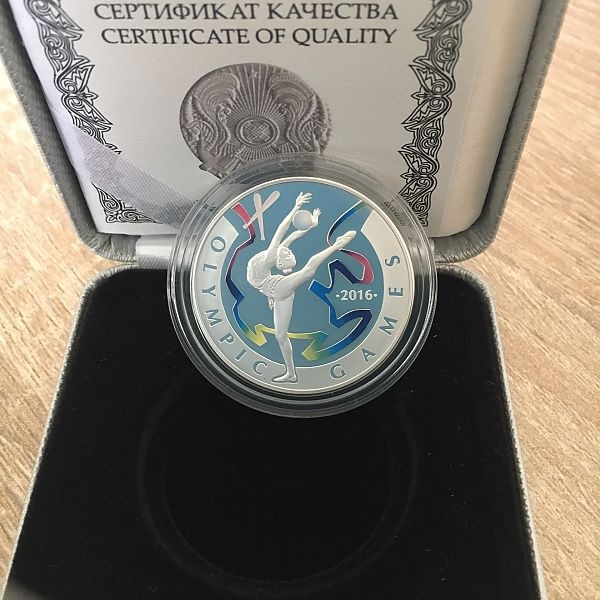 СЕРТИФИКАТ КАЧЕСТВА
CERTIFICATE OF QUALITY
OLYMPIC GAMES
·2016·